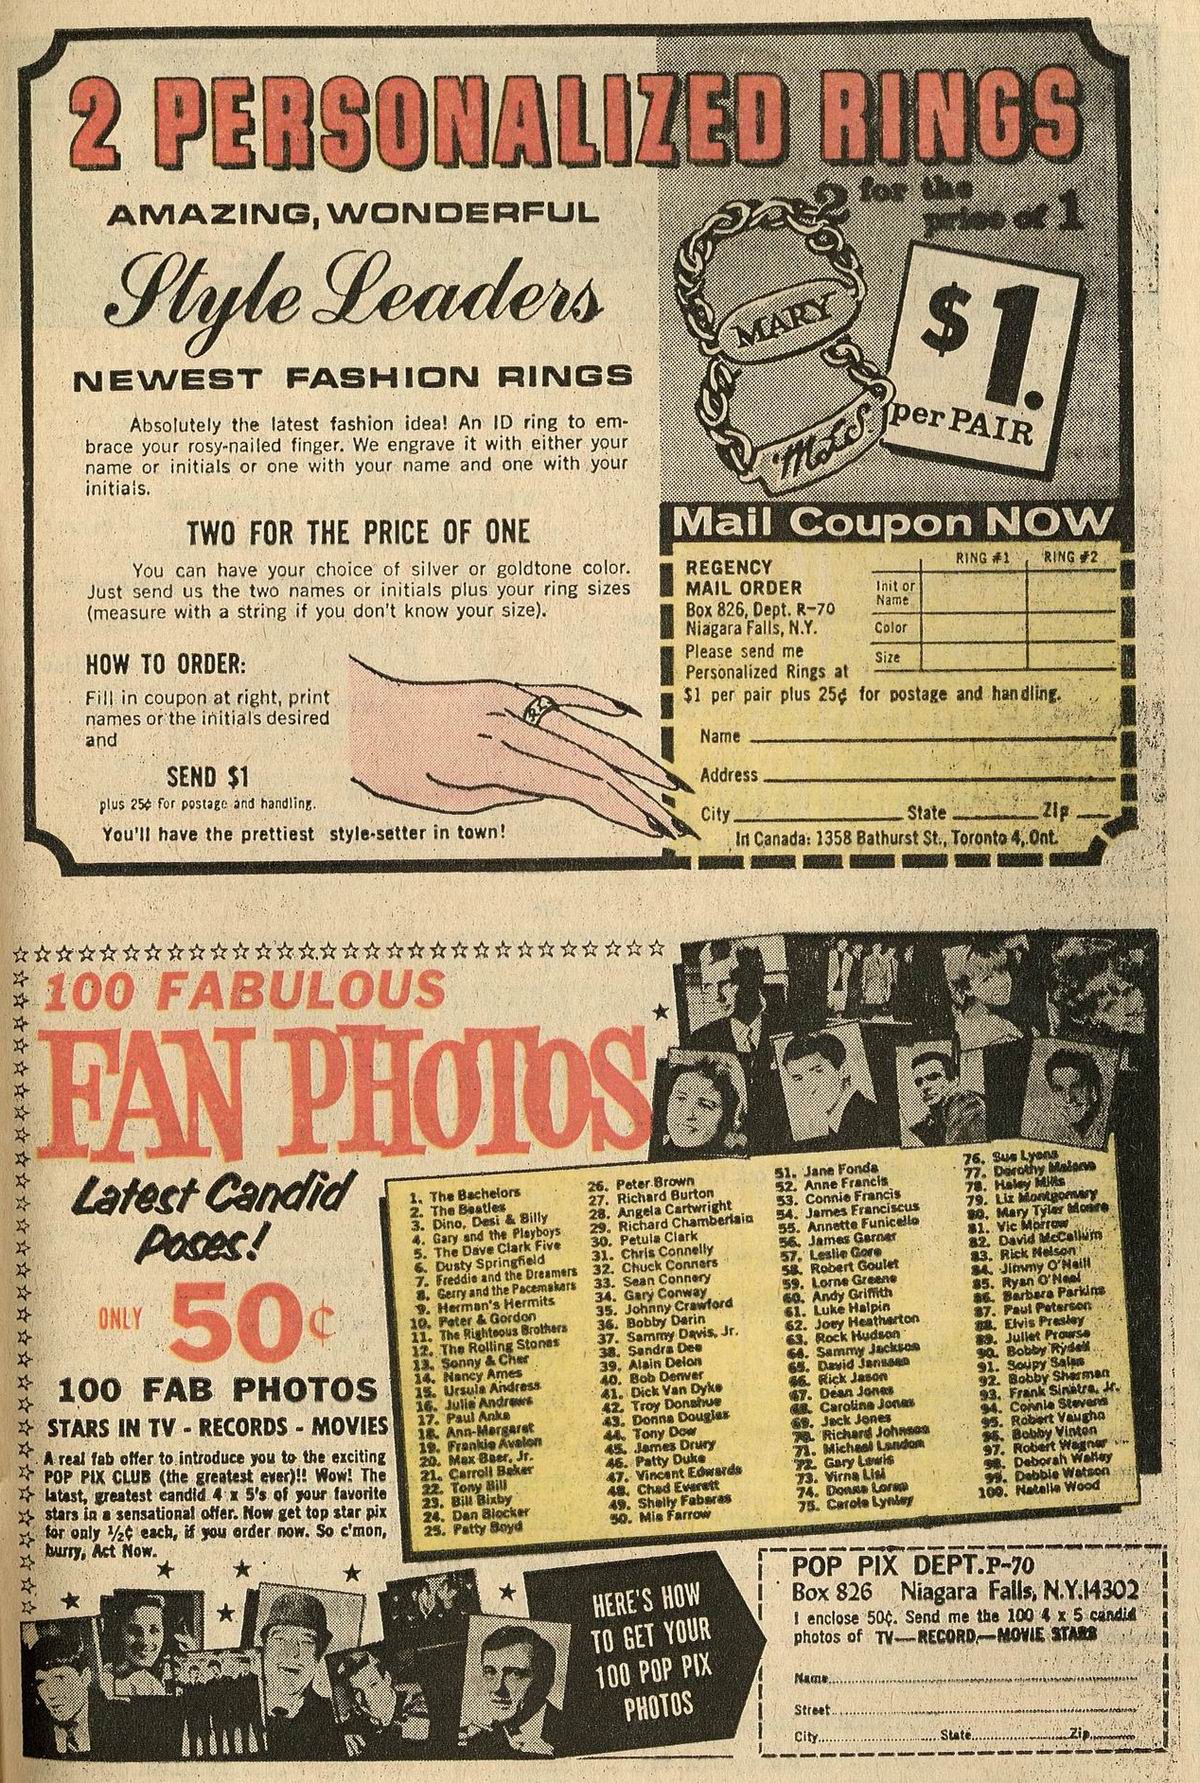 2 PERSONALIZED RINGS
AMAZING, WONDERFUL
Style Leaders
NEWEST FASHION RINGS
Absolutely the latest fashion idea! An ID ring to em-
brace your rosy-nailed finger. We engrave it with either your
name or initials or one with your name and one with your
initials.
TWO FOR THE PRICE OF ONE
You can have your choice of silver or goldtone color.
Just send us the two names or initials plus your ring sizes
(measure with a string if you don't know your size).
HOW TO ORDER:
Fill in coupon at right, print
names or the initials desired
and
SEND $1
plus 25¢ for postage and handling.
You'll have the prettiest style-setter in town!
2 for the
price of 1
MARY
$1.
per PAIR
Mail Coupon NOW
REGENCY
MAIL ORDER
Box 826, Dept. R-70
Niagara Falls, N.Y.
Please send me
Personalized Rings at
$1 per pair plus 25¢ for postage and handling.
RING #1 RING #2
Init or
Name
Color
Size
Name
Address
City State Zip
In Canada: 1358 Bathurst St., Toronto 4, Ont.
100 FABULOUS
FAN PHOTOS
Latest Candid
Poses!
ONLY 50¢
100 FAB PHOTOS
STARS IN TV - RECORDS - MOVIES
A real fab offer to introduce you to the exciting
POP PIX CLUB (the greatest ever)!! Wow! The
latest, greatest candid 4 x 5's of your favorite
stars in a sensational offer. Now get top star pix
for only ½¢ each, if you order now. So c'mon,
hurry, Act Now.
1. The Bachelors
2. The Beatles
3. Dino, Desi & Billy
4. Gary and the Playboys
5. The Dave Clark Five
6. Dusty Springfield
7. Freddie and the Dreamers
8. Gerry and the Pacemakers
9. Herman's Hermits
10. Peter & Gordon
11. The Righteous Brothers
12. The Rolling Stones
13. Sonny & Cher
14. Nancy Ames
15. Ursula Andress
16. Julie Andrews
17. Paul Anka
18. Ann-Margaret
19. Frankie Avalon
20. Max Baer, Jr.
21. Carroll Baker
22. Tony Bill
23. Bill Bixby
24. Dan Blocker
25. Patty Boyd
26. Peter Brown
27. Richard Burton
28. Angela Cartwright
29. Richard Chamberlain
30. Petula Clark
31. Chris Connelly
32. Chuck Conners
33. Sean Connery
34. Gary Conway
35. Johnny Crawford
36. Bobby Darin
37. Sammy Davis, Jr.
38. Sandra Dee
39. Alain Delon
40. Bob Denver
41. Dick Van Dyke
42. Troy Donahue
43. Donna Douglas
44. Tony Dow
45. James Drury
46. Patty Duke
47. Vincent Edwards
48. Chad Everett
49. Shelly Fabares
50. Mia Farrow
51. Jane Fonda
52. Anne Francis
53. Connie Francis
54. James Franciscus
55. Annette Funicello
56. James Garner
57. Leslie Gore
58. Robert Goulet
59. Lorne Greene
60. Andy Griffith
61. Luke Halpin
62. Joey Heatherton
63. Rock Hudson
64. Sammy Jackson
65. David Janssen
66. Rick Jason
67. Dean Jones
68. Caroline Jones
69. Jack Jones
70. Richard Johnson
71. Michael Landon
72. Gary Lewis
73. Virna Lisi
74. Donna Loren
75. Carole Lynley
76. Sue Lyons
77. Dorothy Malone
78. Haley Mills
79. Liz Montgomery
80. Mary Tyler Moore
81. Vic Morrow
82. David McCallum
83. Rick Nelson
84. Jimmy O'Neill
85. Ryan O'Neal
86. Barbara Parkins
87. Paul Peterson
88. Elvis Presley
89. Juliet Prowse
90. Bobby Rydell
91. Soupy Sales
92. Bobby Sherman
93. Frank Sinatra, Jr.
94. Connie Stevens
95. Robert Vaughn
96. Bobby Vinton
97. Robert Wagner
98. Deborah Walley
99. Debbie Watson
100. Natalie Wood
HERE'S HOW
TO GET YOUR
100 POP PIX
PHOTOS
POP PIX DEPT. P-70
Box 826 Niagara Falls, N.Y. 14302
I enclose 50¢. Send me the 100 4 x 5 candid
photos of TV—RECORD—MOVIE STARS
Name
Street
City State Zip